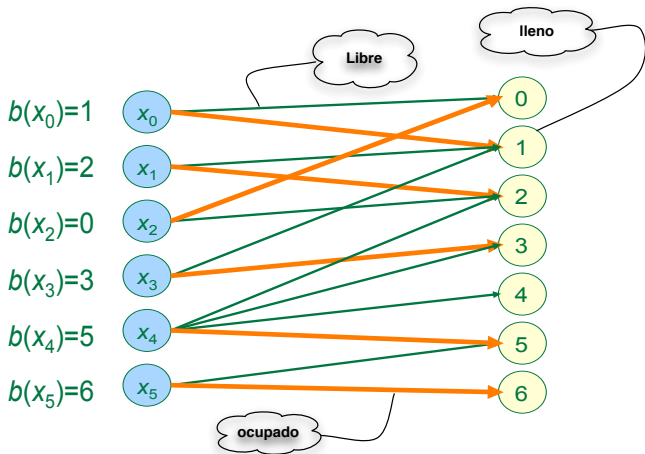 Libre
lleno
b(x₀)=1
x₀
0
b(x₁)=2
x₁
1
b(x₂)=0
x₂
2
b(x₃)=3
x₃
3
b(x₄)=5
x₄
4
b(x₅)=6
x₅
5
6
ocupado